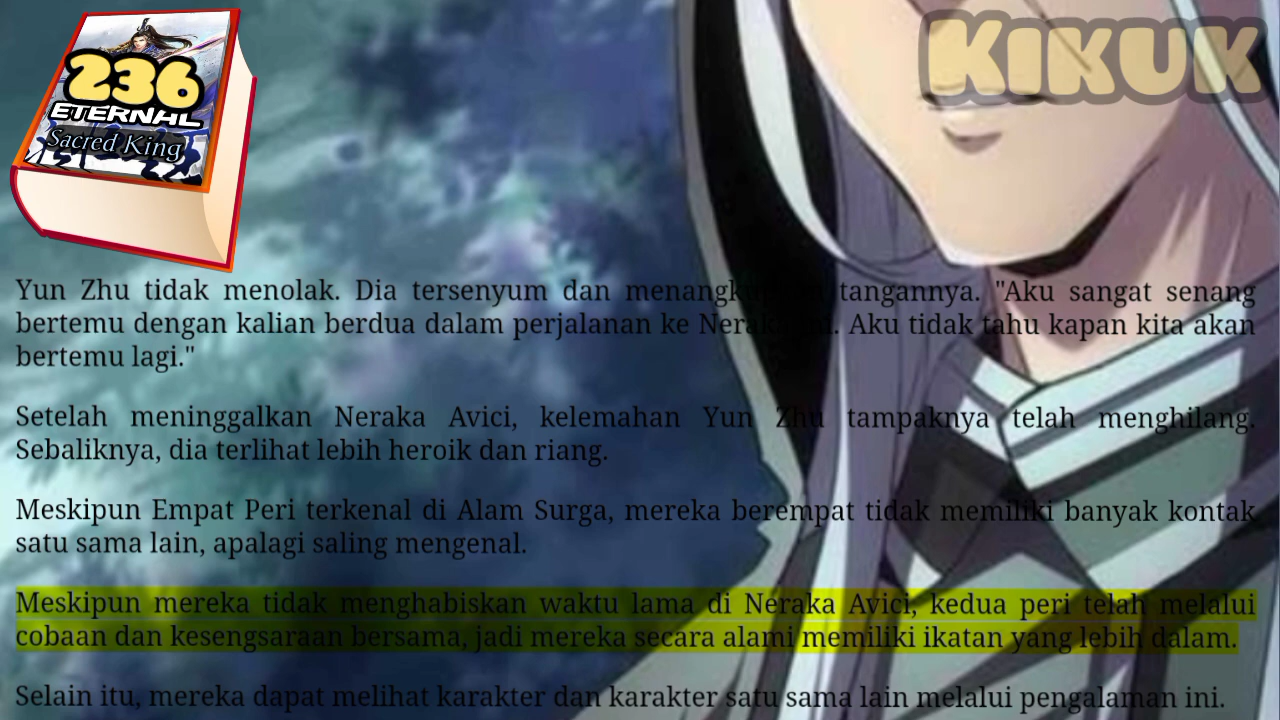 236
ETERNAL
Sacred King
KIKUK
Yun Zhu tidak menolak. Dia tersenyum dan menangkupkan tangannya. "Aku sangat senang
bertemu dengan kalian berdua dalam perjalanan ke Neraka ini. Aku tidak tahu kapan kita akan
bertemu lagi."
Setelah meninggalkan Neraka Avici, kelemahan Yun Zhu tampaknya telah menghilang.
Sebaliknya, dia terlihat lebih heroik dan riang.
Meskipun Empat Peri terkenal di Alam Surga, mereka berempat tidak memiliki banyak kontak
satu sama lain, apalagi saling mengenal.
Meskipun mereka tidak menghabiskan waktu lama di Neraka Avici, kedua peri telah melalui
cobaan dan kesengsaraan bersama, jadi mereka secara alami memiliki ikatan yang lebih dalam.
Selain itu, mereka dapat melihat karakter dan karakter satu sama lain melalui pengalaman ini.